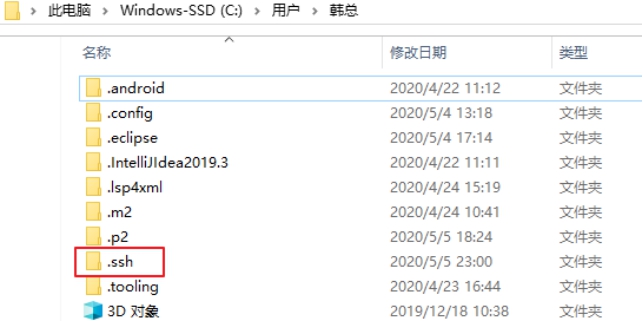 此电脑 > Windows-SSD (C:) > 用户 > 韩总
名称 修改日期 类型
.android 2020/4/22 11:12 文件夹
.config 2020/5/4 13:18 文件夹
.eclipse 2020/5/4 17:14 文件夹
.IntelliJIdea2019.3 2020/4/22 11:11 文件夹
.lsp4xml 2020/4/24 15:19 文件夹
.m2 2020/4/24 10:41 文件夹
.p2 2020/5/5 18:24 文件夹
.ssh 2020/5/5 23:00 文件夹
.tooling 2020/4/23 16:44 文件夹
3D 对象 2019/12/18 10:38 文件夹